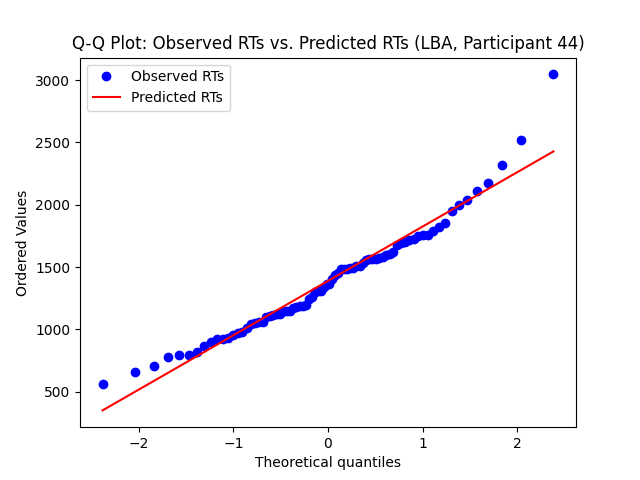 Q-Q Plot: Observed RTs vs. Predicted RTs (LBA, Participant 44)
Observed RTs
Predicted RTs
3000
2500
2000
1500
1000
500
Ordered Values
−2
−1
0
1
2
Theoretical quantiles